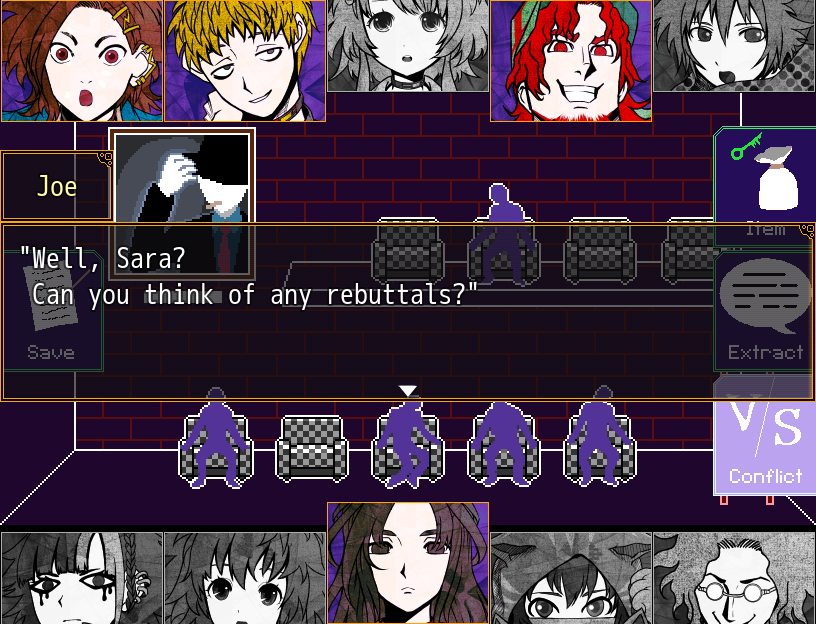 Joe
"Well, Sara?
Can you think of any rebuttals?"
Item
Save
Extract
VS
Conflict